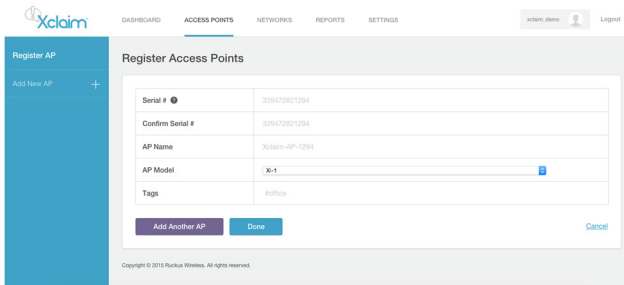 Xclaim
DASHBOARD ACCESS POINTS NETWORKS REPORTS SETTINGS xclaim_demo Logout
Register AP
Add New AP
Register Access Points
Serial # 329472821294
Confirm Serial # 329472821294
AP Name Xclaim-AP-1294
AP Model Xi-1
Tags #office
Add Another AP Done Cancel
Copyright © 2015 Ruckus Wireless. All rights reserved.